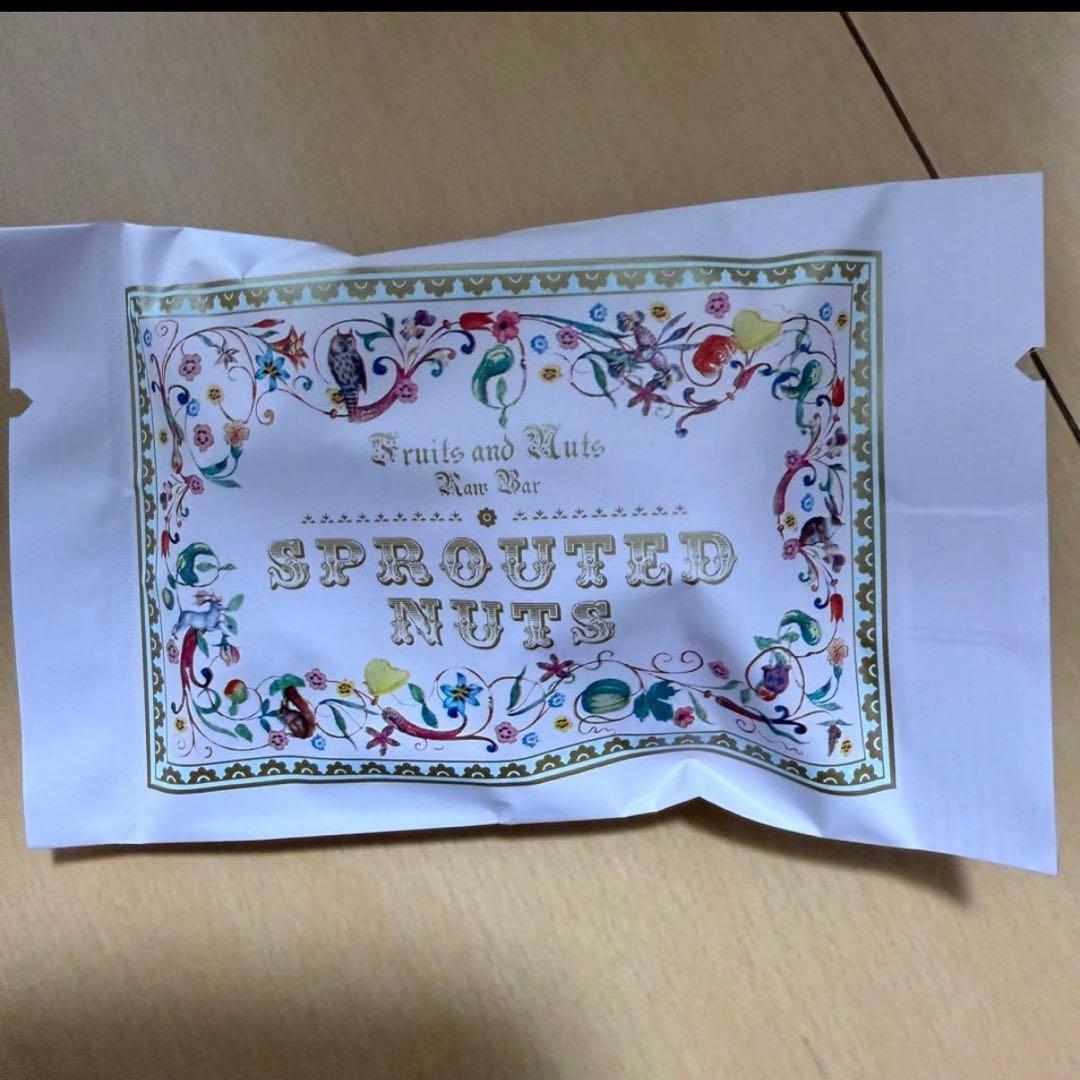 Fruits and Nuts
Raw Bar
SPROUTED
NUTS